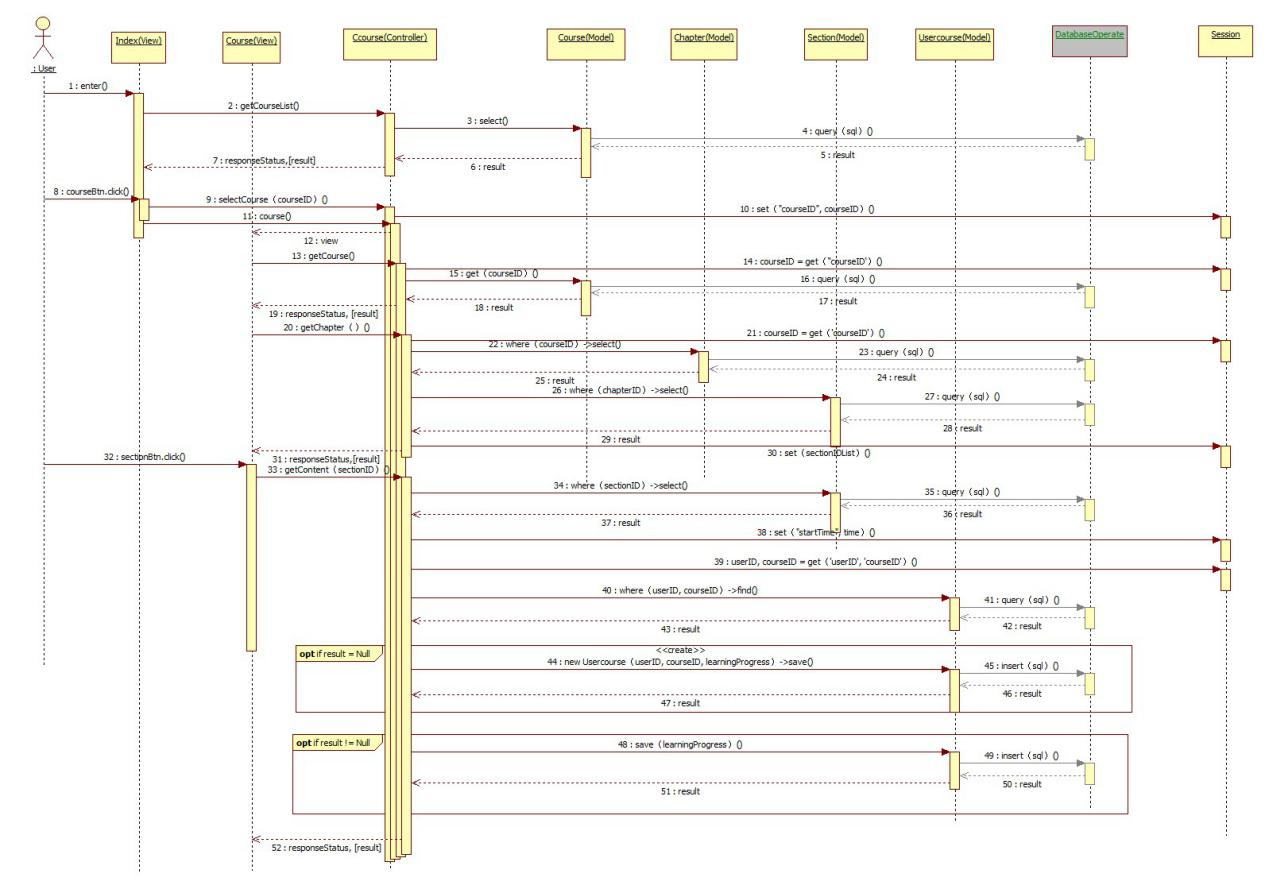 : User
Index(View)
Course(View)
Ccourse(Controller)
Course(Model)
Chapter(Model)
Section(Model)
Usercourse(Model)
DatabaseOperate
Session
1 : enter()
2 : getCourseList()
3 : select()
4 : query (sql) ()
5 : result
6 : result
7 : responseStatus,[result]
8 : courseBtn.click()
9 : selectCourse (courseID) ()
10 : set ("courseID", courseID) ()
11 : course()
12 : view
13 : getCourse()
14 : courseID = get ("courseID') ()
15 : get (courseID) ()
16 : query (sql) ()
17 : result
18 : result
19 : responseStatus, [result]
20 : getChapter ( ) ()
21 : courseID = get ('courseID') ()
22 : where (courseID) ->select()
23 : query (sql) ()
24 : result
25 : result
26 : where (chapterID) ->select()
27 : query (sql) ()
28 : result
29 : result
30 : set (sectionIDList) ()
31 : responseStatus,[result]
32 : sectionBtn.click()
33 : getContent (sectionID) ()
34 : where (sectionID) ->select()
35 : query (sql) ()
36 : result
37 : result
38 : set ("startTime", time) ()
39 : userID, courseID = get ('userID', 'courseID') ()
40 : where (userID, courseID) ->find()
41 : query (sql) ()
42 : result
43 : result
opt if result = Null
<<create>>
44 : new Usercourse (userID, courseID, learningProgress) ->save()
45 : insert (sql) ()
46 : result
47 : result
opt if result != Null
48 : save (learningProgress) ()
49 : insert (sql) ()
50 : result
51 : result
52 : responseStatus, [result]